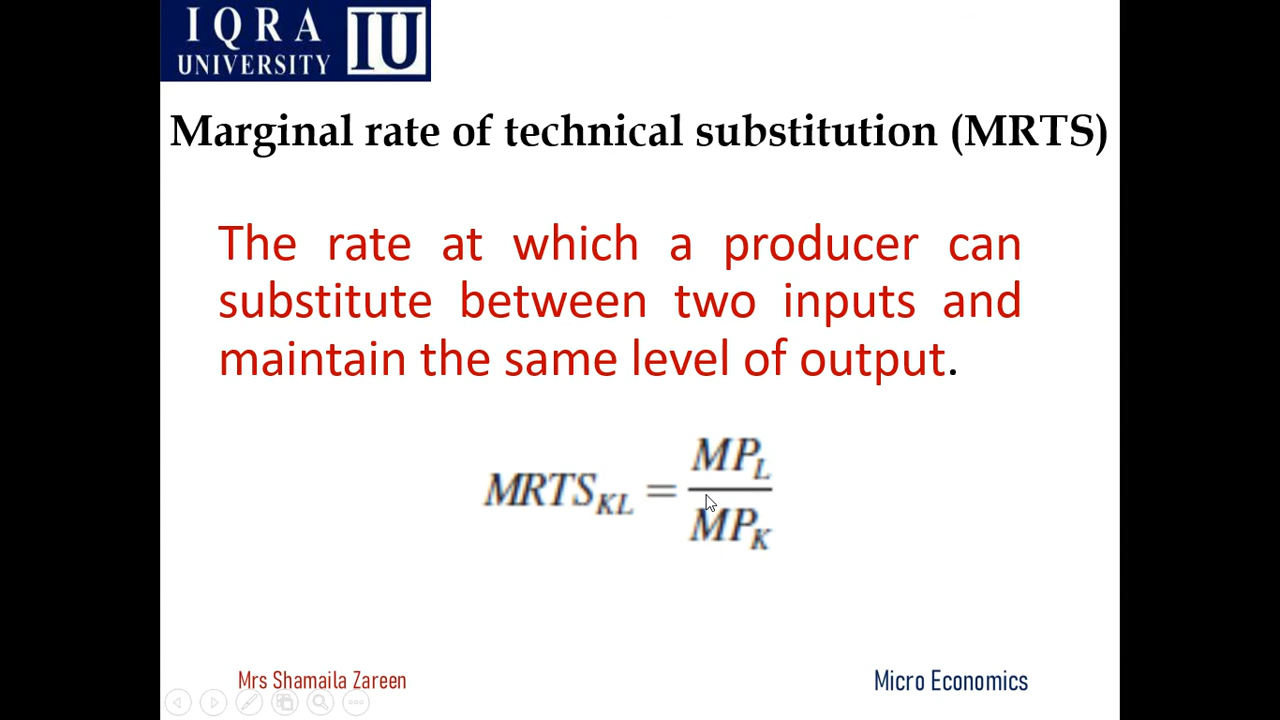 IQRA
UNIVERSITY
IU
Marginal rate of technical substitution (MRTS)
The rate at which a producer can
substitute between two inputs and
maintain the same level of output.
MRTS_KL = MP_L / MP_K
Mrs Shamaila Zareen
Micro Economics